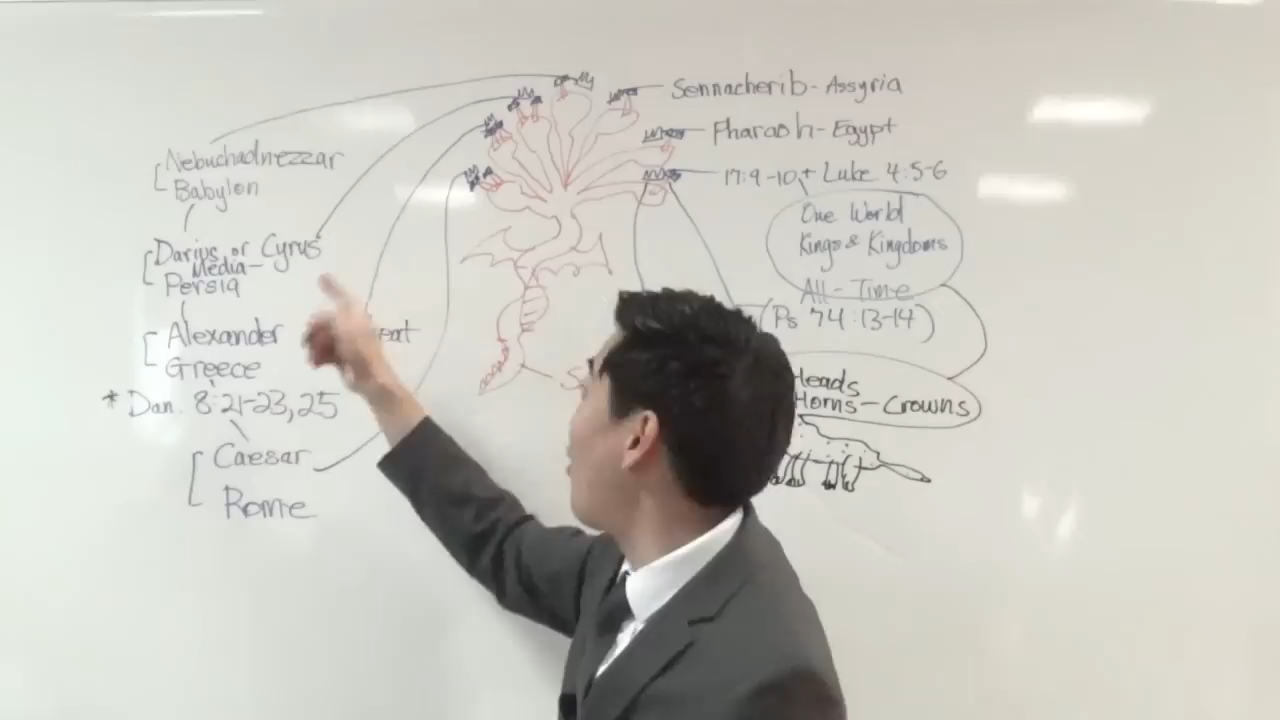 Nebuchadnezzar
Babylon
Darius or Cyrus
Media-
Persia
Alexander
Greece
* Dan. 8:21-23,25
Caesar
Rome
Sennacherib - Assyria
Pharaoh - Egypt
17:9-10, + Luke 4:5-6
One World
Kings & Kingdoms
All-Time
(Ps 74:13-14)
Heads
Horns - Crowns